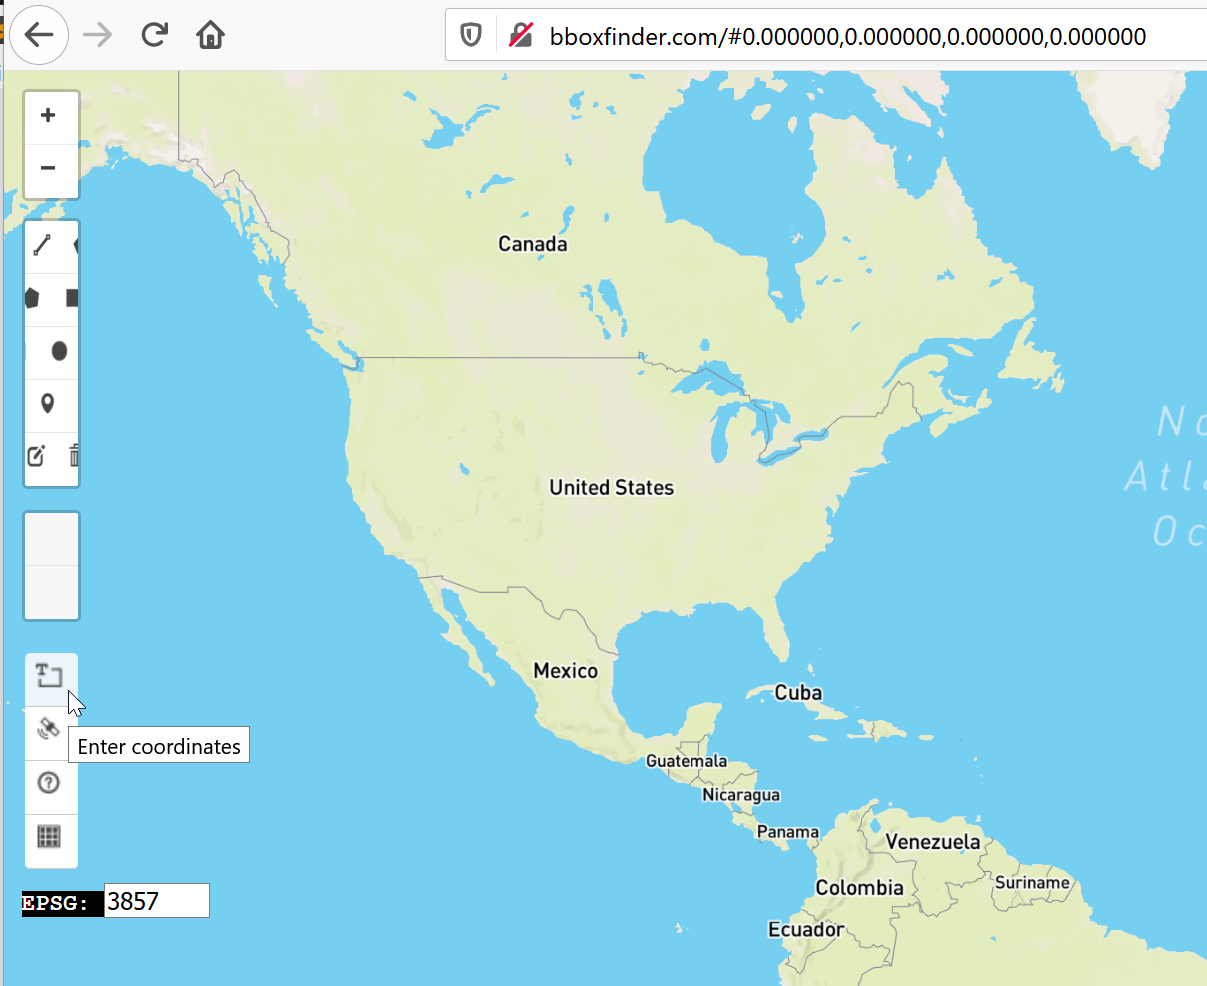 bboxfinder.com/#0.000000,0.000000,0.000000,0.000000
+
−
Canada
United States
Mexico
Cuba
Guatemala
Nicaragua
Panama
Venezuela
Colombia
Suriname
Ecuador
Atl
Oc
T
Enter coordinates
?
EPSG: 3857